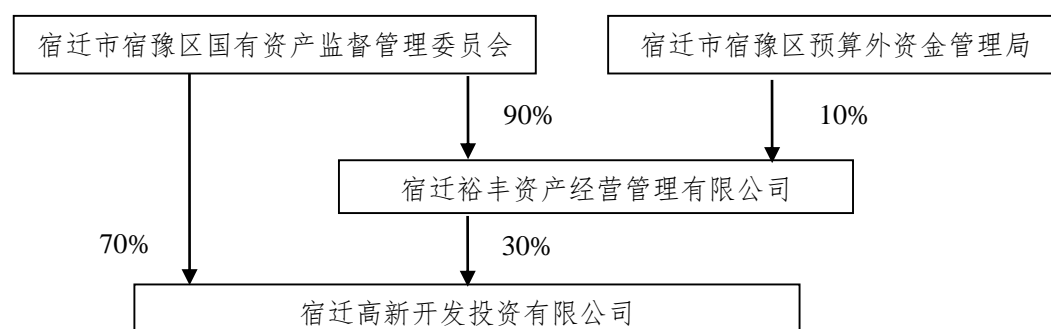 宿迁市宿豫区国有资产监督管理委员会
宿迁市宿豫区预算外资金管理局
90%
10%
宿迁裕丰资产经营管理有限公司
70%
30%
宿迁高新开发投资有限公司